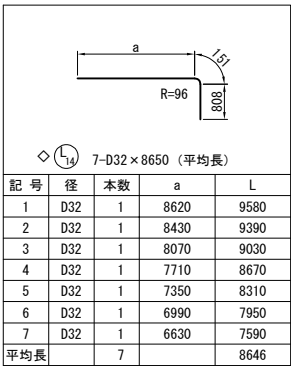 a
151
R=96
808
◇ L14 7-D32×8650 (平均長)
記号 径 本数 a L
1 D32 1 8620 9580
2 D32 1 8430 9390
3 D32 1 8070 9030
4 D32 1 7710 8670
5 D32 1 7350 8310
6 D32 1 6990 7950
7 D32 1 6630 7590
平均長 7 8646